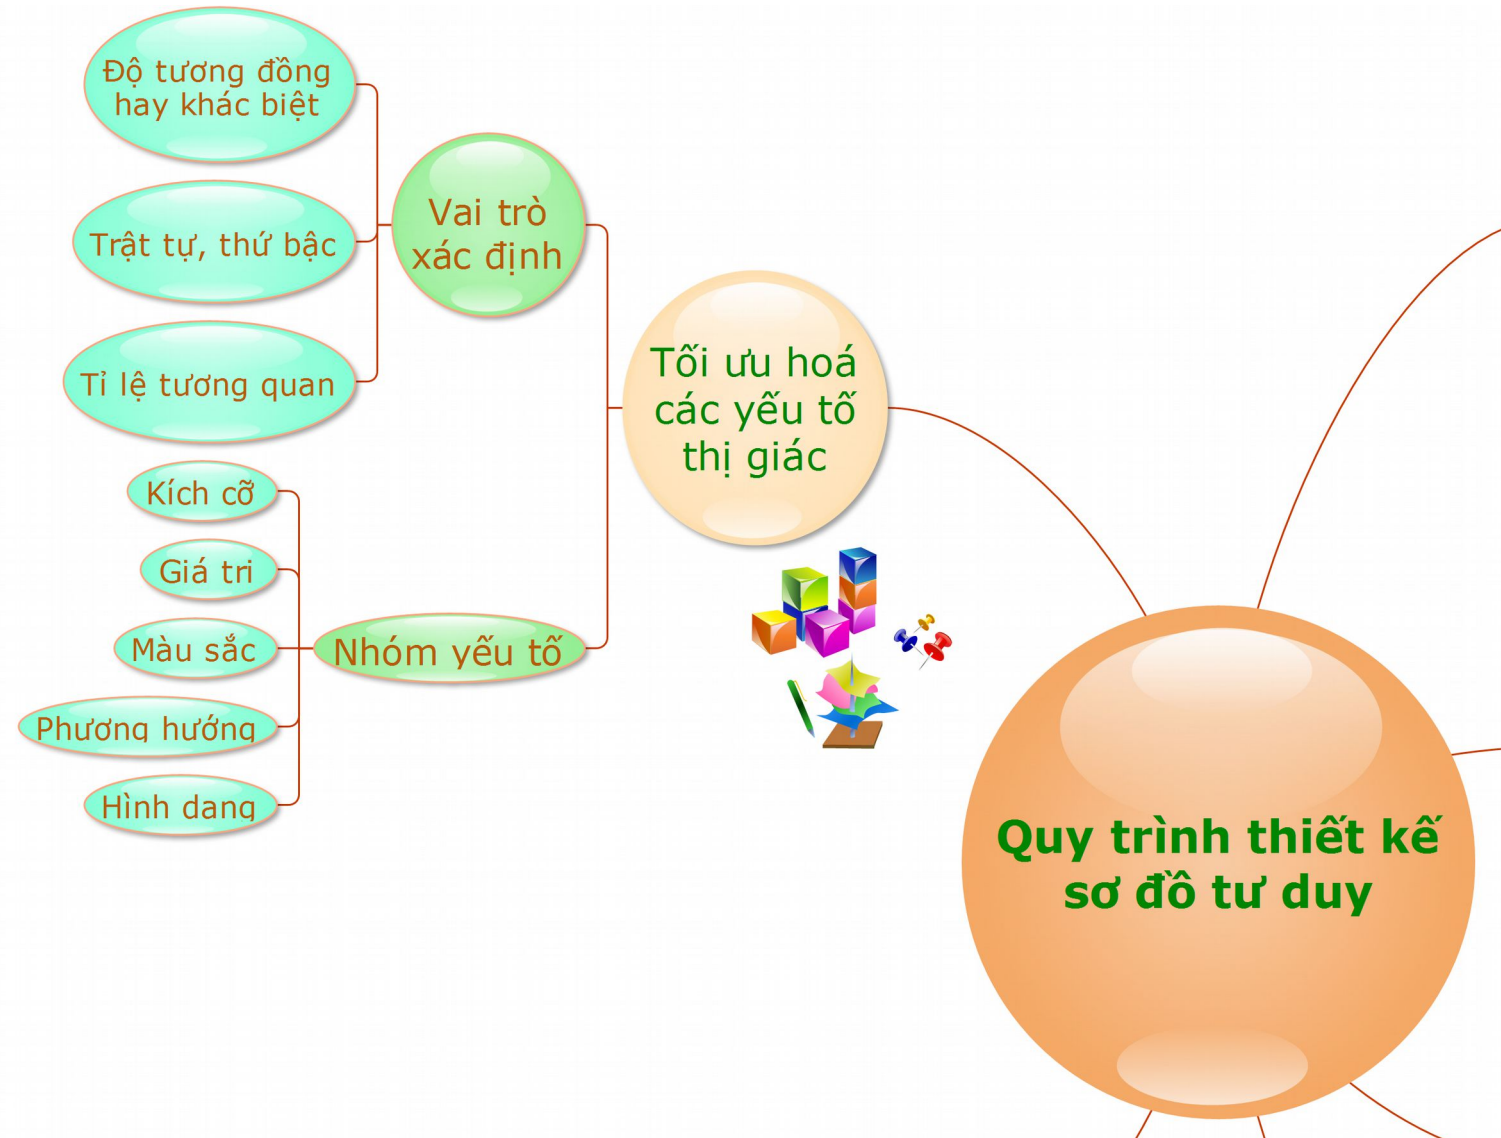 Độ tương đồng
hay khác biệt
Trật tự, thứ bậc
Tỉ lệ tương quan
Vai trò
xác định
Tối ưu hoá
các yếu tố
thị giác
Kích cỡ
Giá tri
Màu sắc
Phương hướng
Hình dang
Nhóm yếu tố
Quy trình thiết kế
sơ đồ tư duy